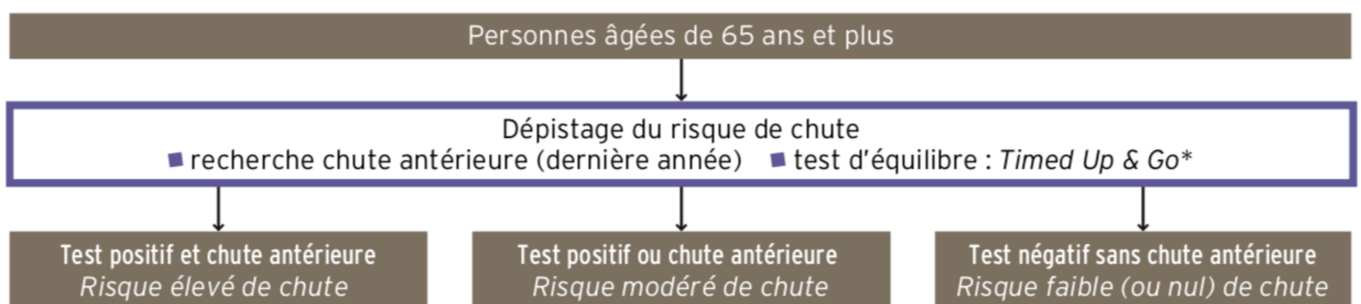 Personnes âgées de 65 ans et plus
Dépistage du risque de chute
■ recherche chute antérieure (dernière année) ■ test d'équilibre : Timed Up & Go*
Test positif et chute antérieure
Risque élevé de chute
Test positif ou chute antérieure
Risque modéré de chute
Test négatif sans chute antérieure
Risque faible (ou nul) de chute